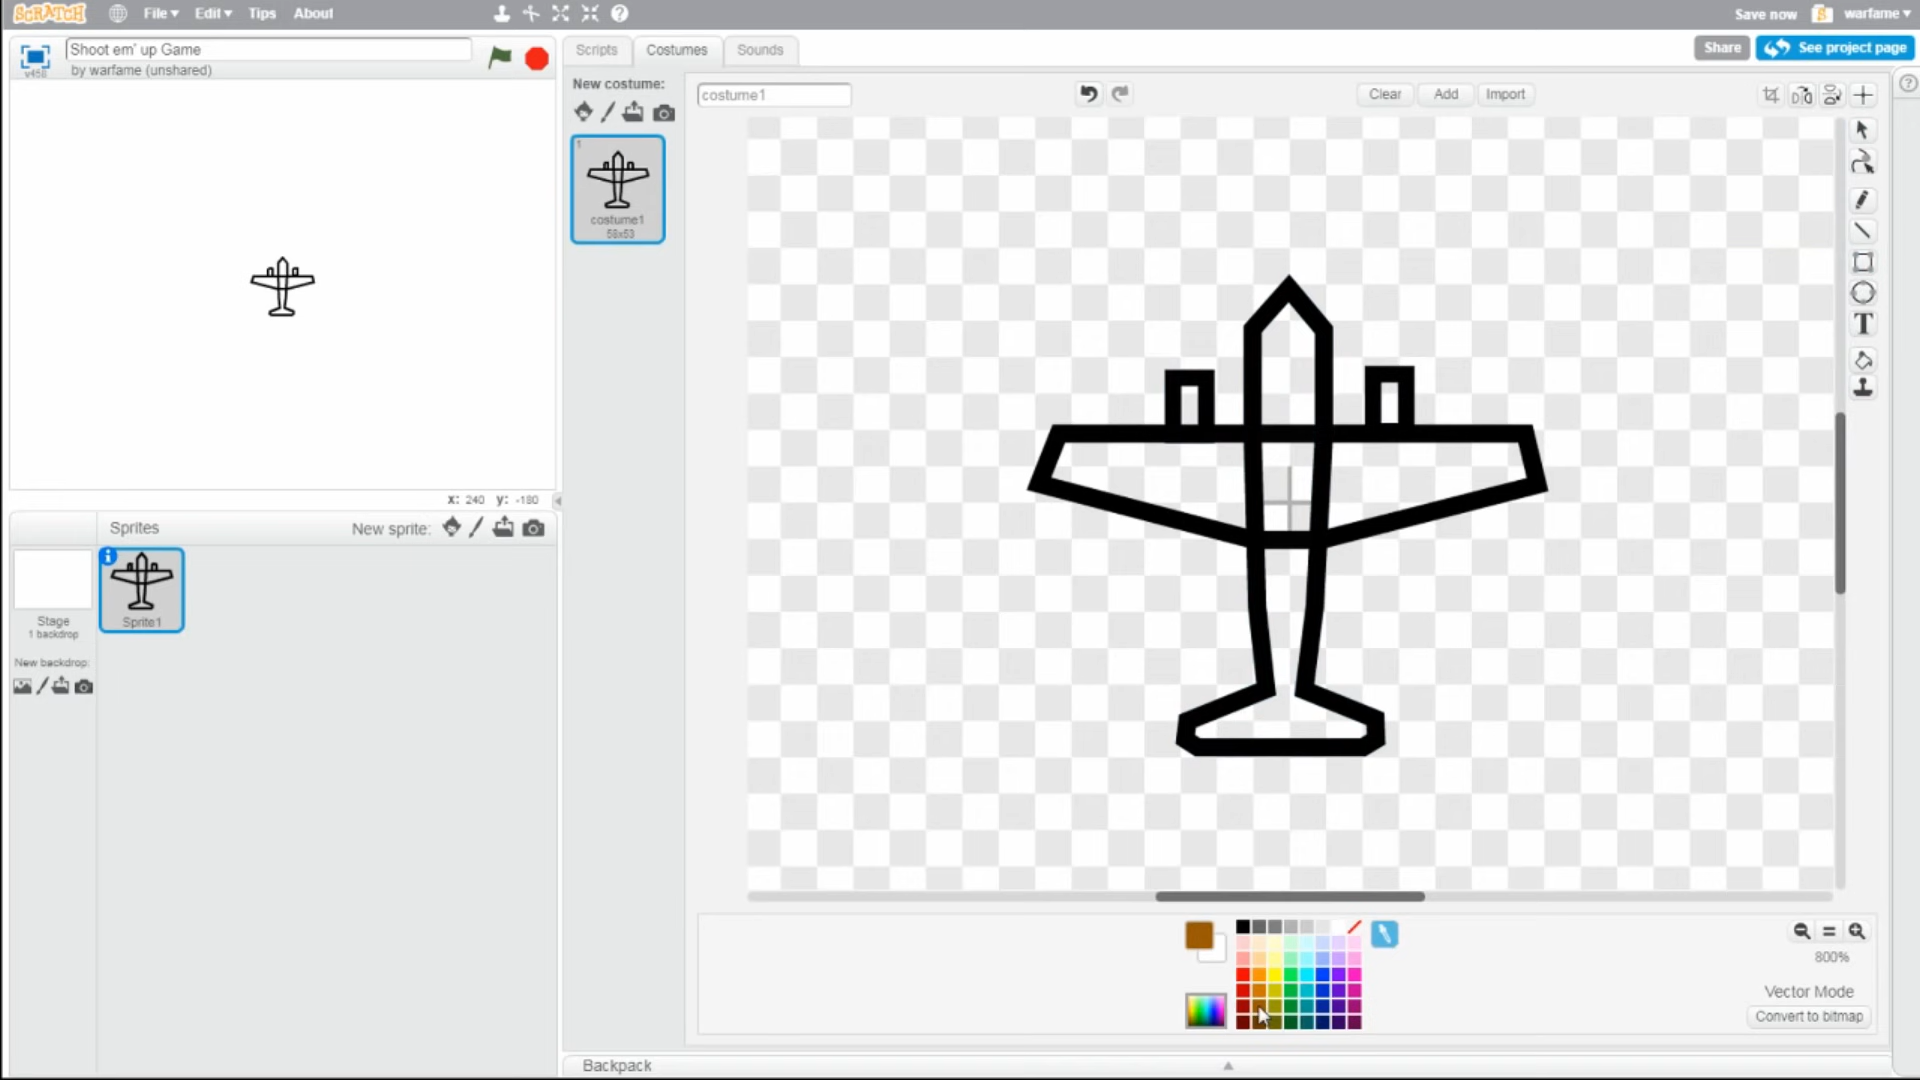 SCRATCH File Edit Tips About Save now warfame
v458 Shoot em' up Game
by warfame (unshared)
Scripts Costumes Sounds Share See project page
New costume:
costume1 Clear Add Import
1
costume1
58x53
T
x: 240 y: -180
Sprites New sprite:
Sprite1
Stage
1 backdrop
New backdrop:
800%
Vector Mode
Convert to bitmap
Backpack